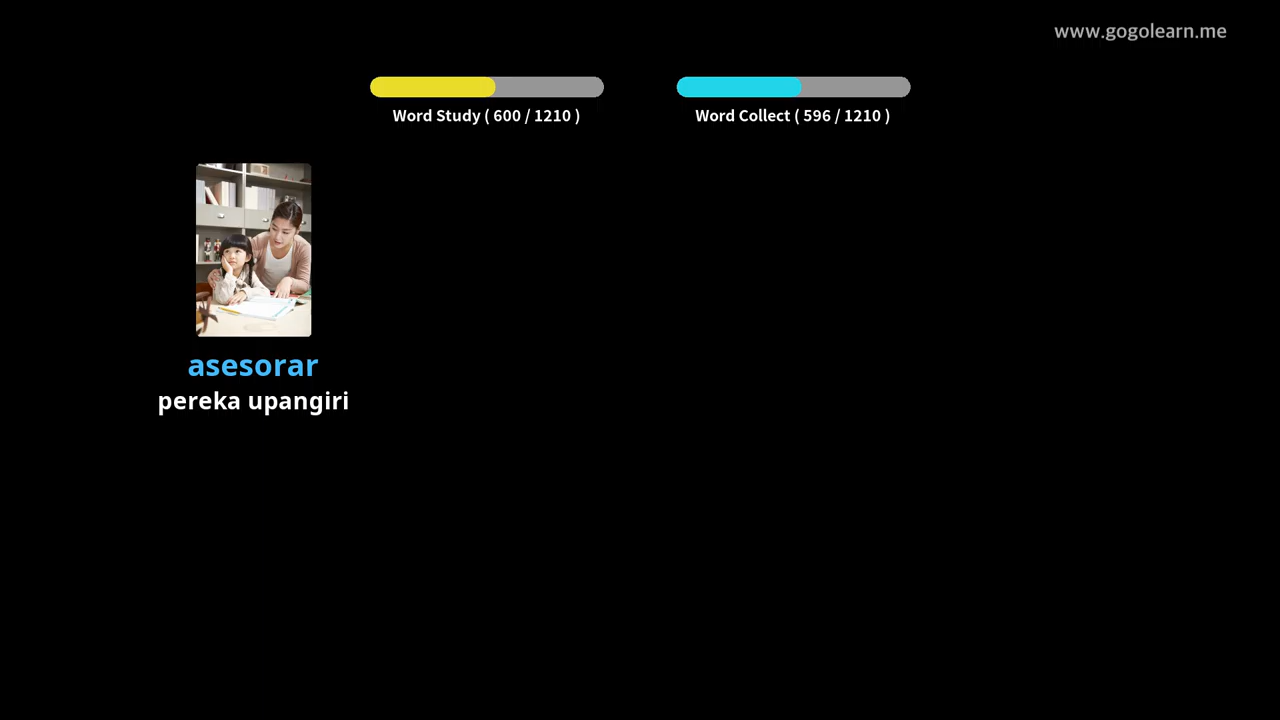 www.gogolearn.me
Word Study ( 600 / 1210 )
Word Collect ( 596 / 1210 )
asesorar
pereka upangiri